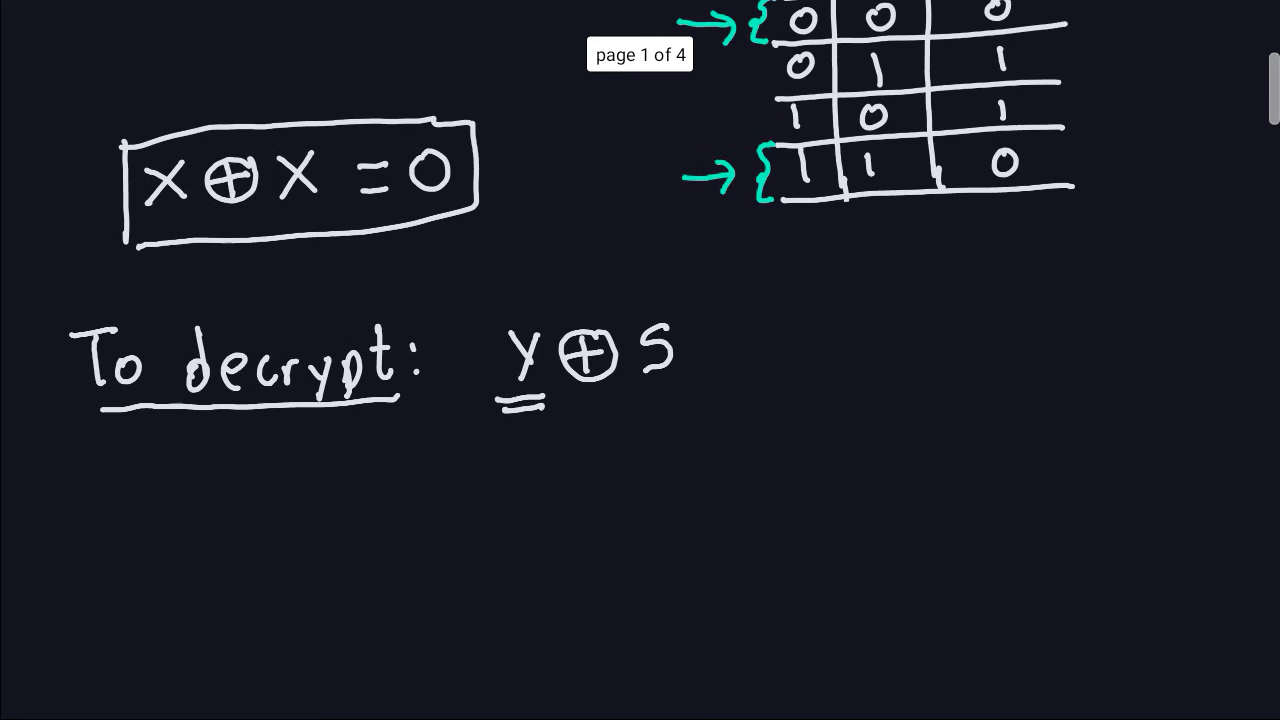 0 0 0
page 1 of 4
0 1 1
1 0 1
X ⊕ X = 0
1 1 0
To decrypt: y ⊕ S